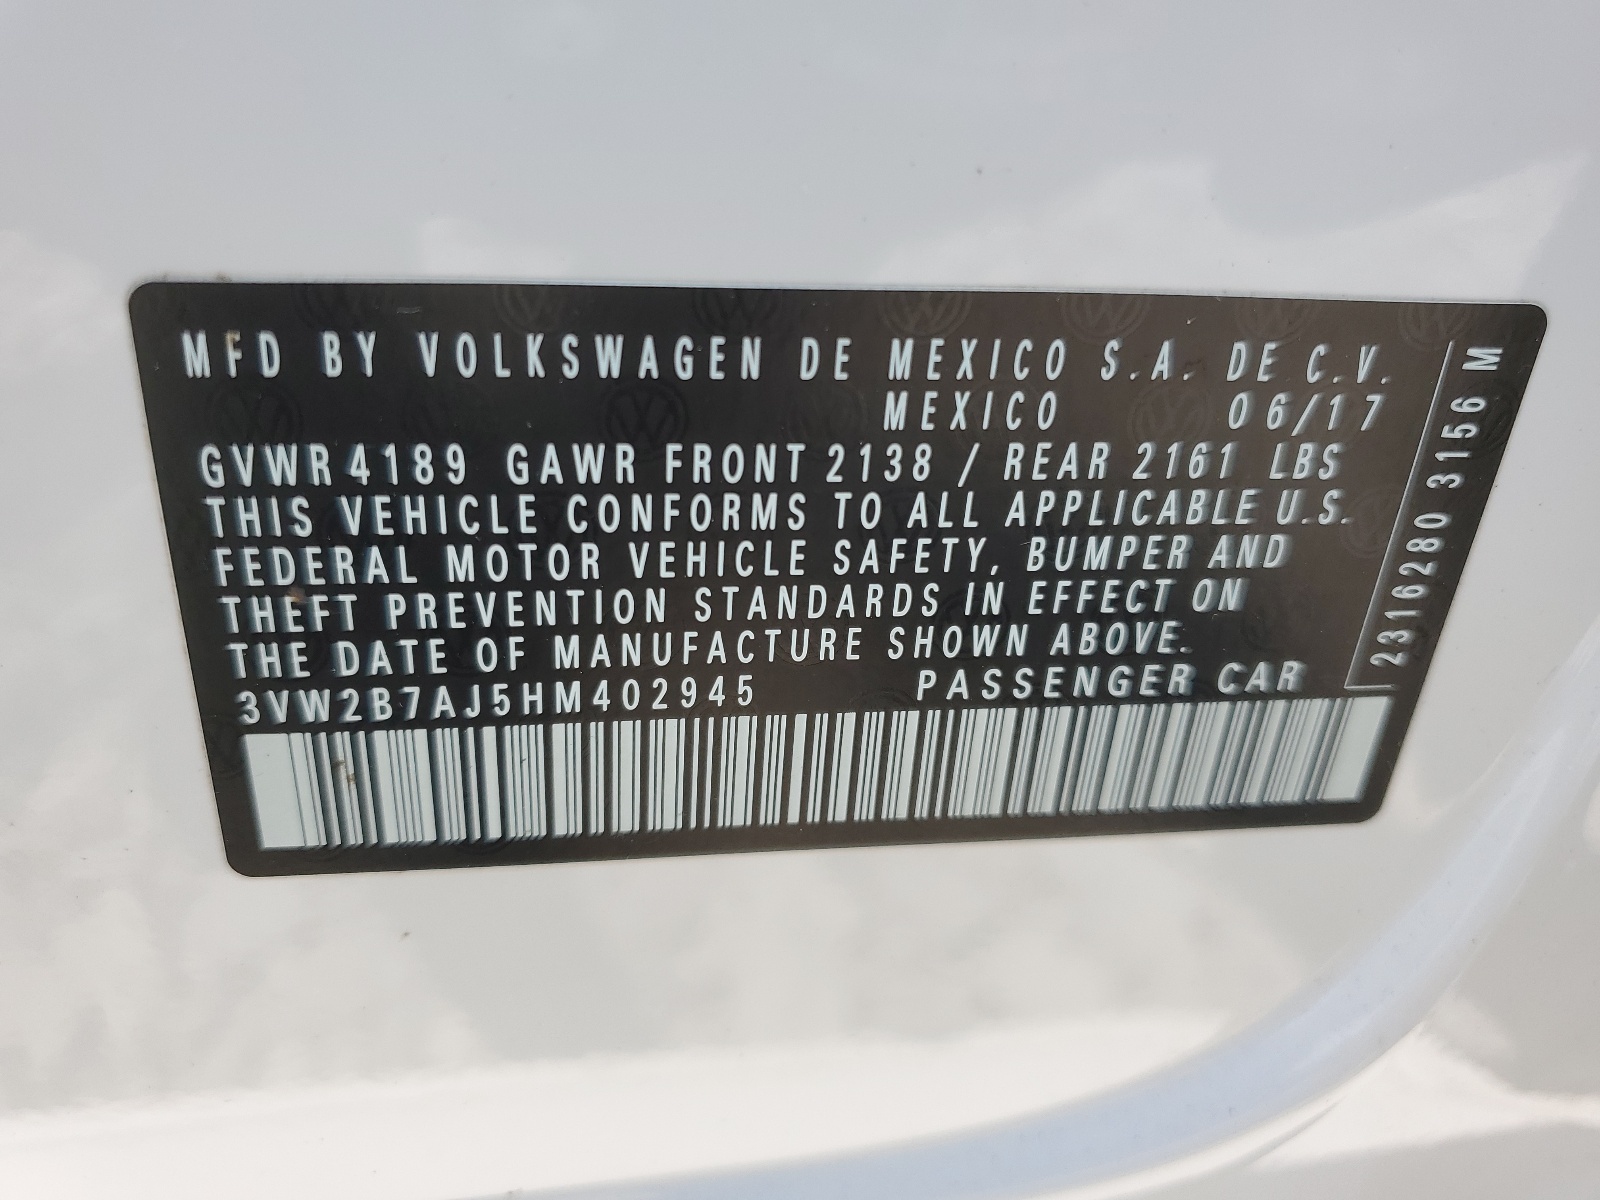 MFD BY VOLKSWAGEN DE MEXICO S.A. DE C.V.
MEXICO 06/17
GVWR 4189 GAWR FRONT 2138 / REAR 2161 LBS
THIS VEHICLE CONFORMS TO ALL APPLICABLE U.S.
FEDERAL MOTOR VEHICLE SAFETY, BUMPER AND
THEFT PREVENTION STANDARDS IN EFFECT ON
THE DATE OF MANUFACTURE SHOWN ABOVE.
3VW2B7AJ5HM402945 PASSENGER CAR
2316280 3156 M